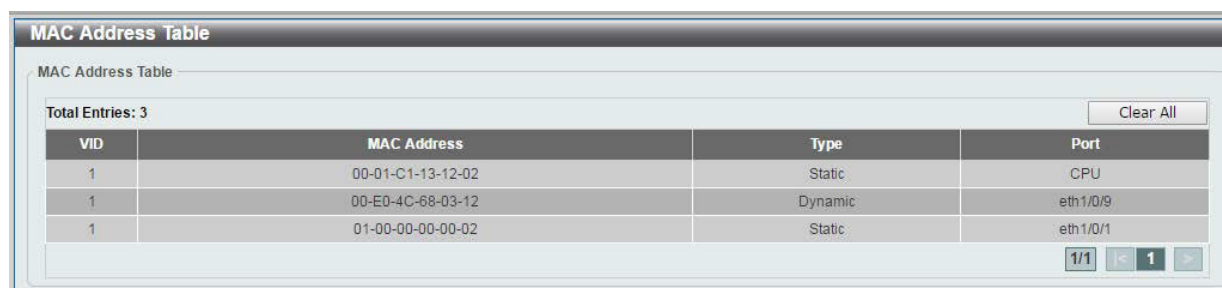 MAC Address Table
MAC Address Table
Total Entries: 3 Clear All
VID MAC Address Type Port
1 00-01-C1-13-12-02 Static CPU
1 00-E0-4C-68-03-12 Dynamic eth1/0/9
1 01-00-00-00-00-02 Static eth1/0/1
1/1 |< 1 >